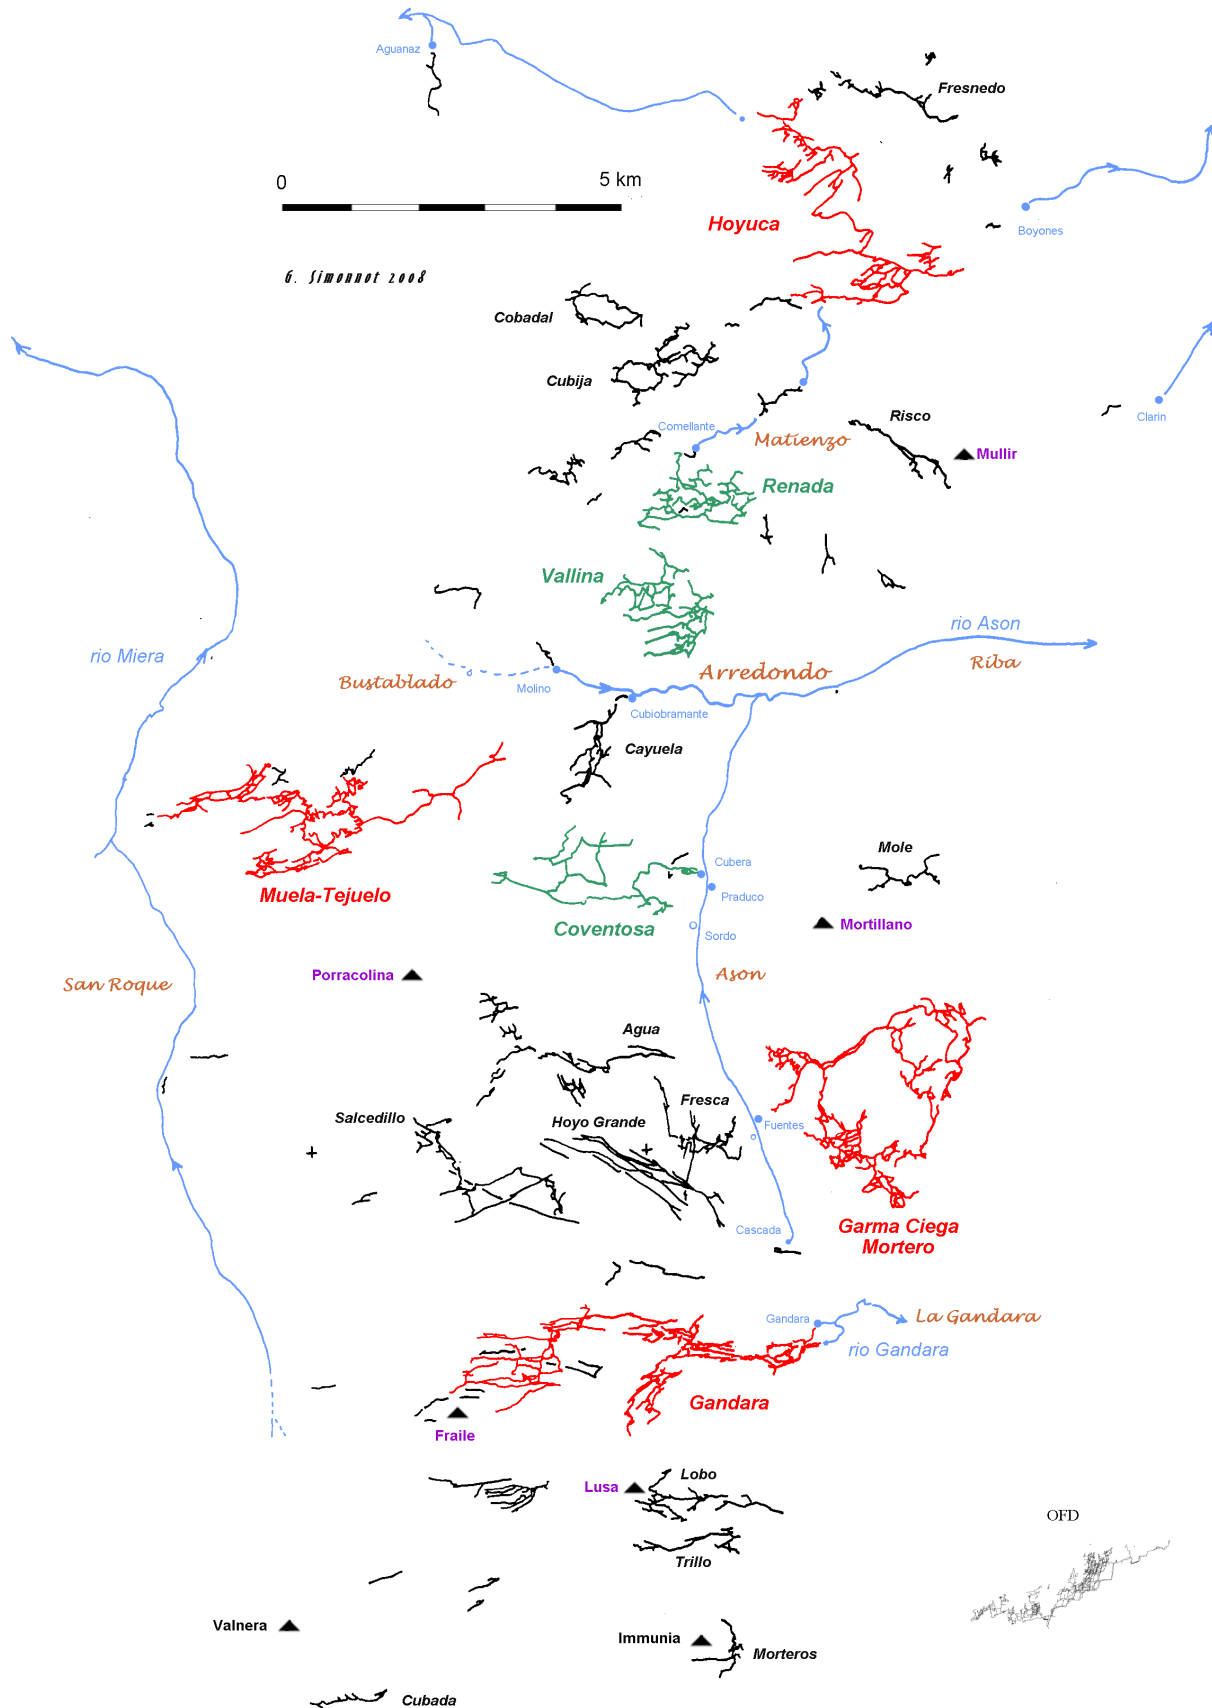 Aguanaz
Fresnedo
0
5 km
Hoyuca
Boyones
G. Simonnot 2008
Cobadal
Cubija
Clarin
Risco
Comellante
Matienzo
Mullir
Renada
Vallina
rio Ason
rio Miera
Arredondo
Riba
Bustablado
Molino
Cubiobramante
Cayuela
Mole
Cubera
Muela-Tejuelo
Praduco
Coventosa
Mortillano
Sordo
Porracolina
Ason
San Roque
Agua
Fresca
Salcedillo
Hoyo Grande
Fuentes
Cascada
Garma Ciega
Mortero
Gandara
La Gandara
rio Gandara
Gandara
Fraile
Lobo
Lusa
OFD
Trillo
Valnera
Immunia
Morteros
Cubada